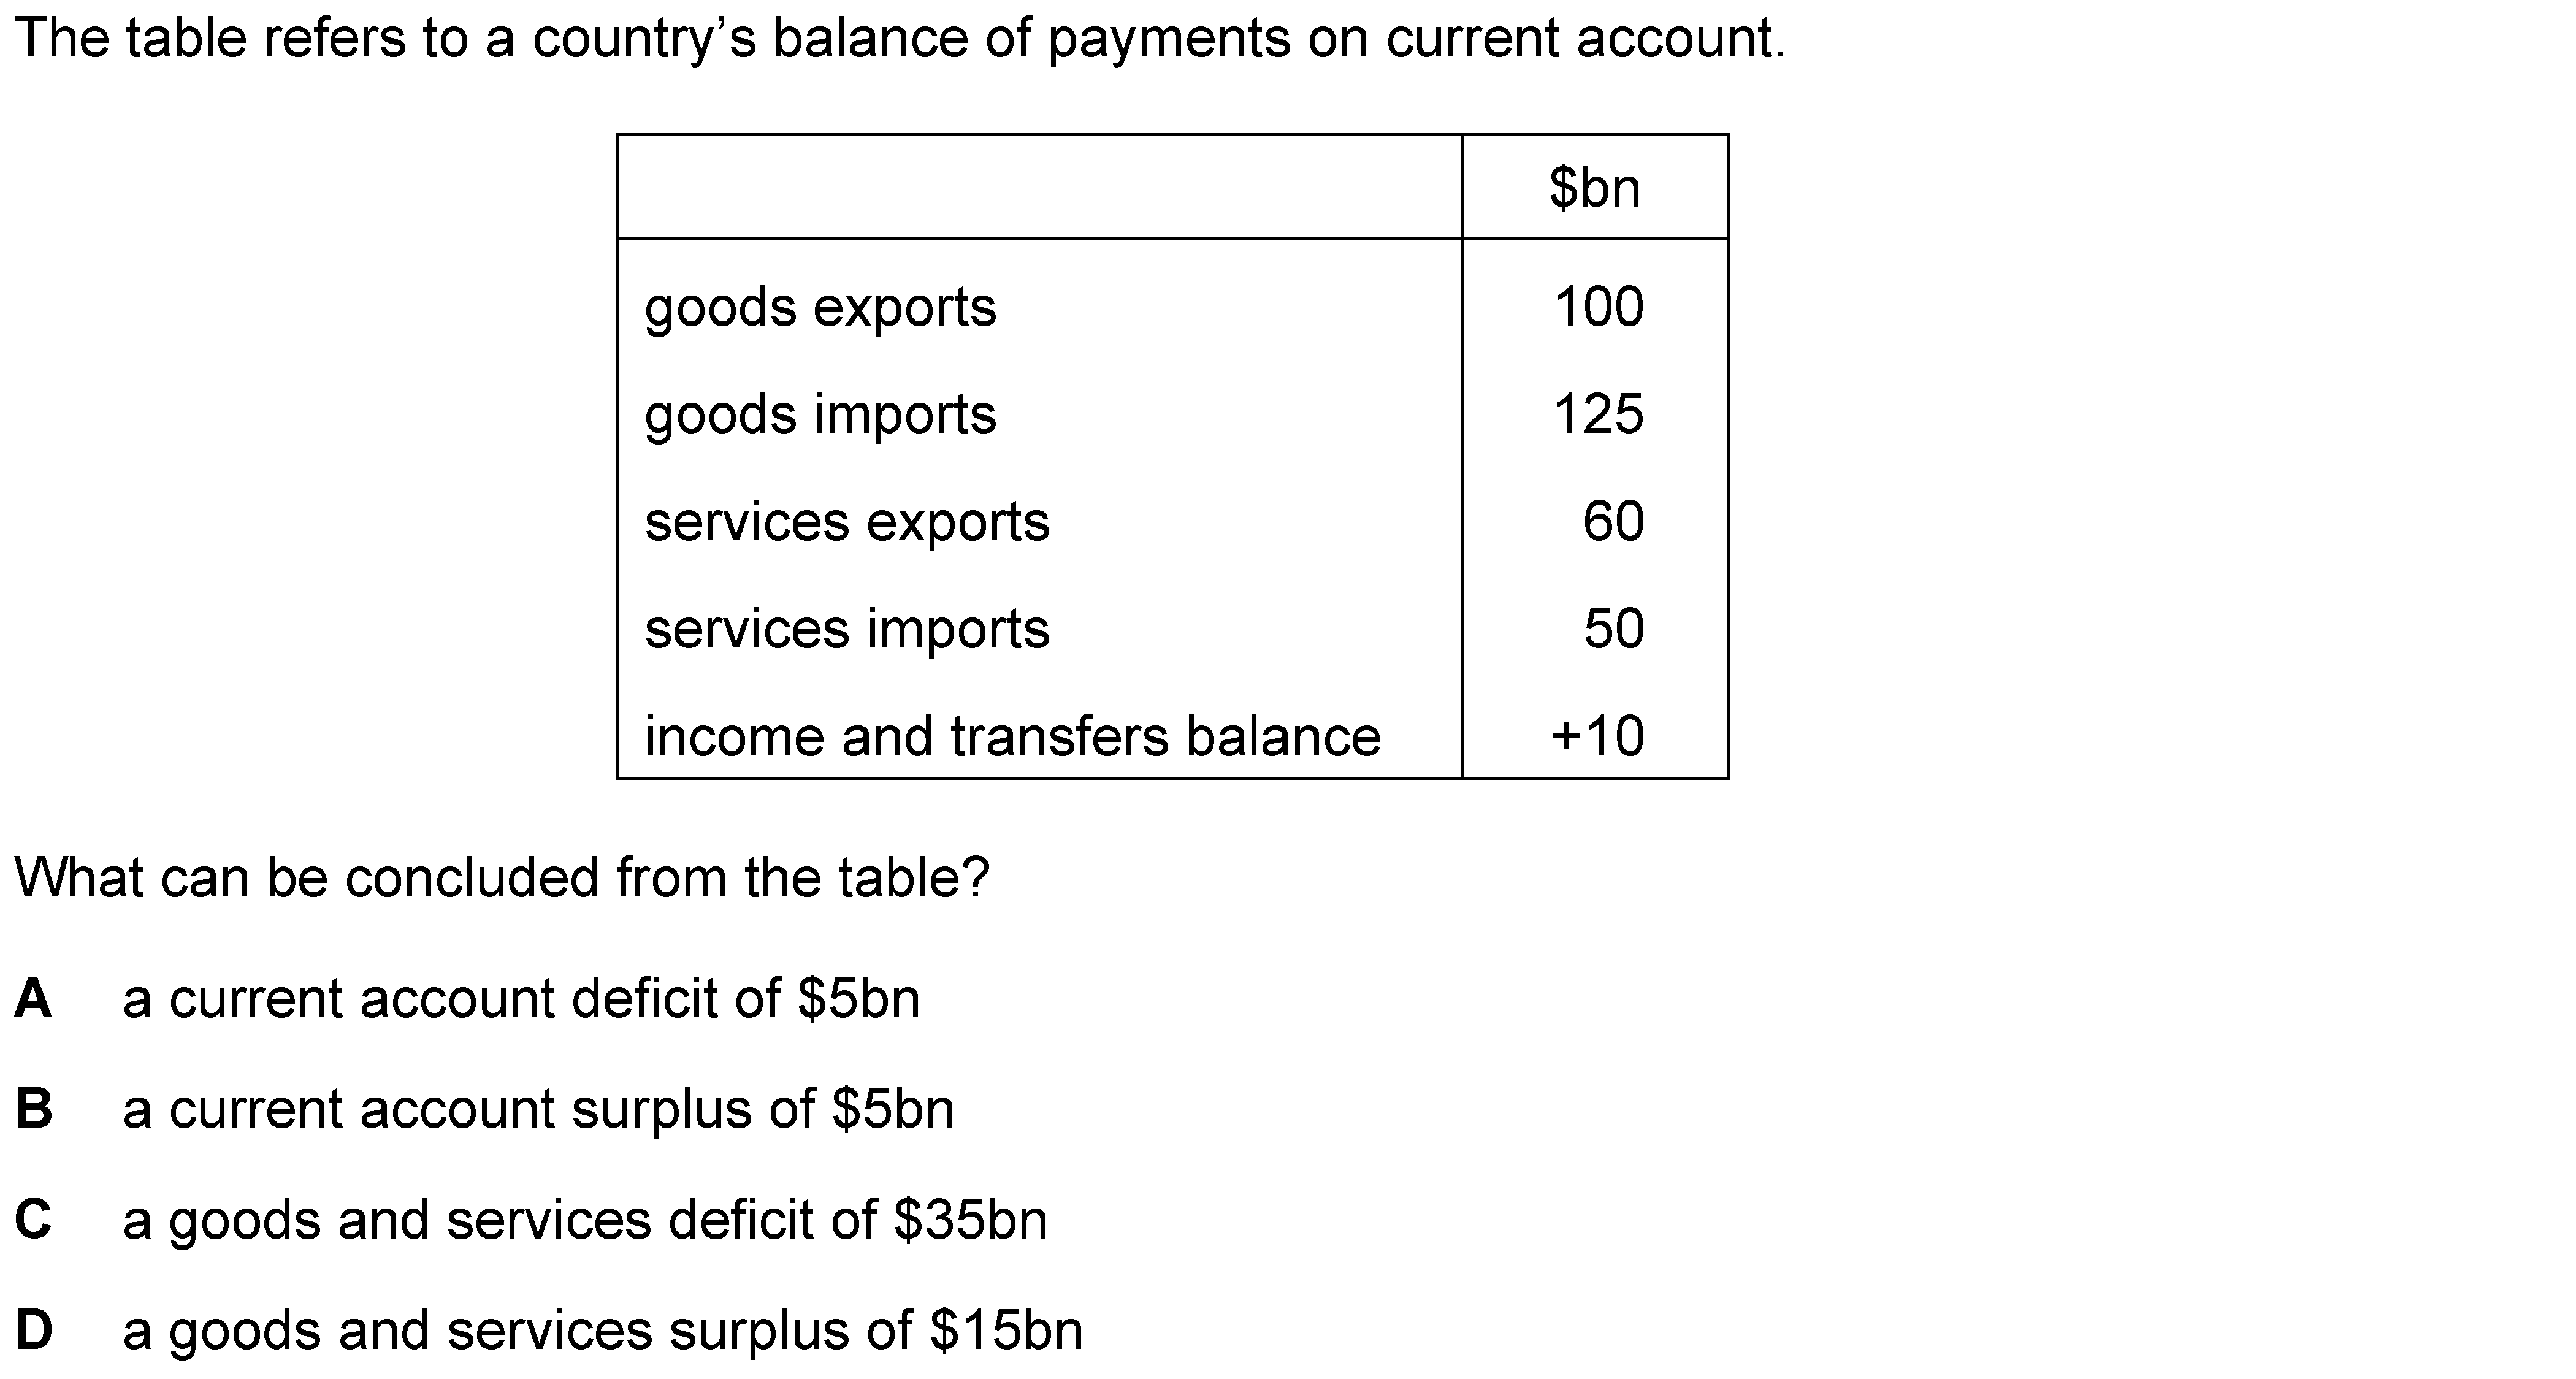 The table refers to a country’s balance of payments on current account.
$bn
goods exports 100
goods imports 125
services exports 60
services imports 50
income and transfers balance +10
What can be concluded from the table?
A a current account deficit of $5bn
B a current account surplus of $5bn
C a goods and services deficit of $35bn
D a goods and services surplus of $15bn